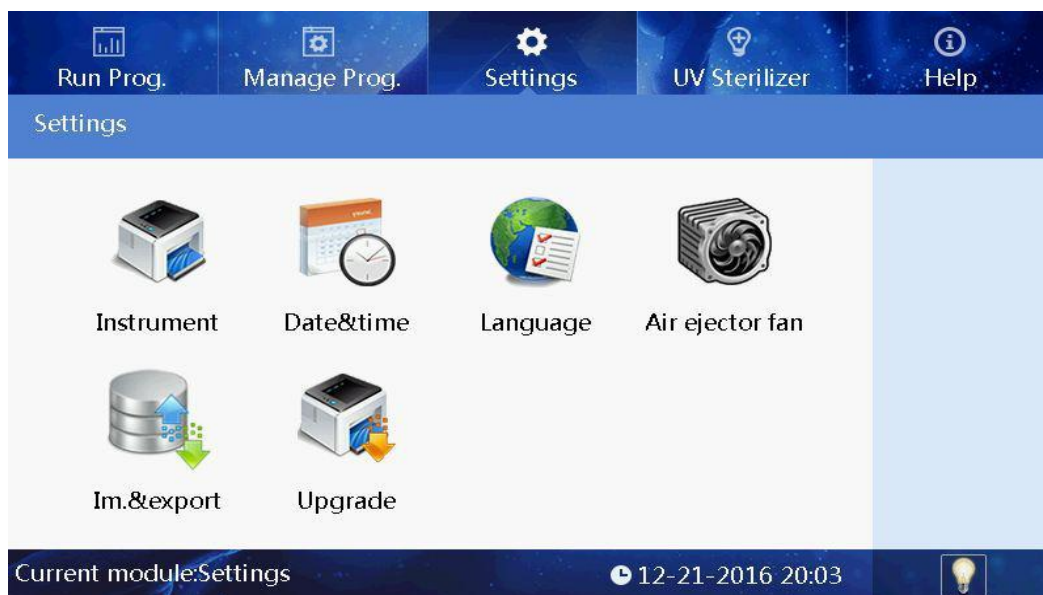 Run Prog. Manage Prog. Settings UV Sterilizer Help
Settings
Instrument Date&time Language Air ejector fan
Im.&export Upgrade
Current module:Settings 12-21-2016 20:03